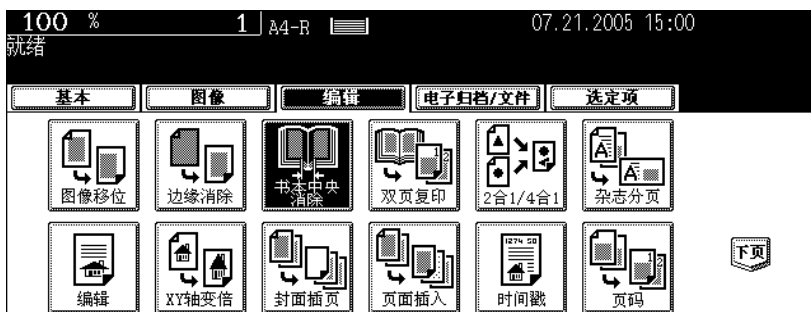 100 % 1 A4-R 07.21.2005 15:00
就绪
基本 图像 编辑 电子归档/文件 选定项
图像移位 边缘消除 书本中央消除 双页复印 2合1/4合1 杂志分页
编辑 XY轴变倍 封面插页 页面插入 时间戳 页码 下页